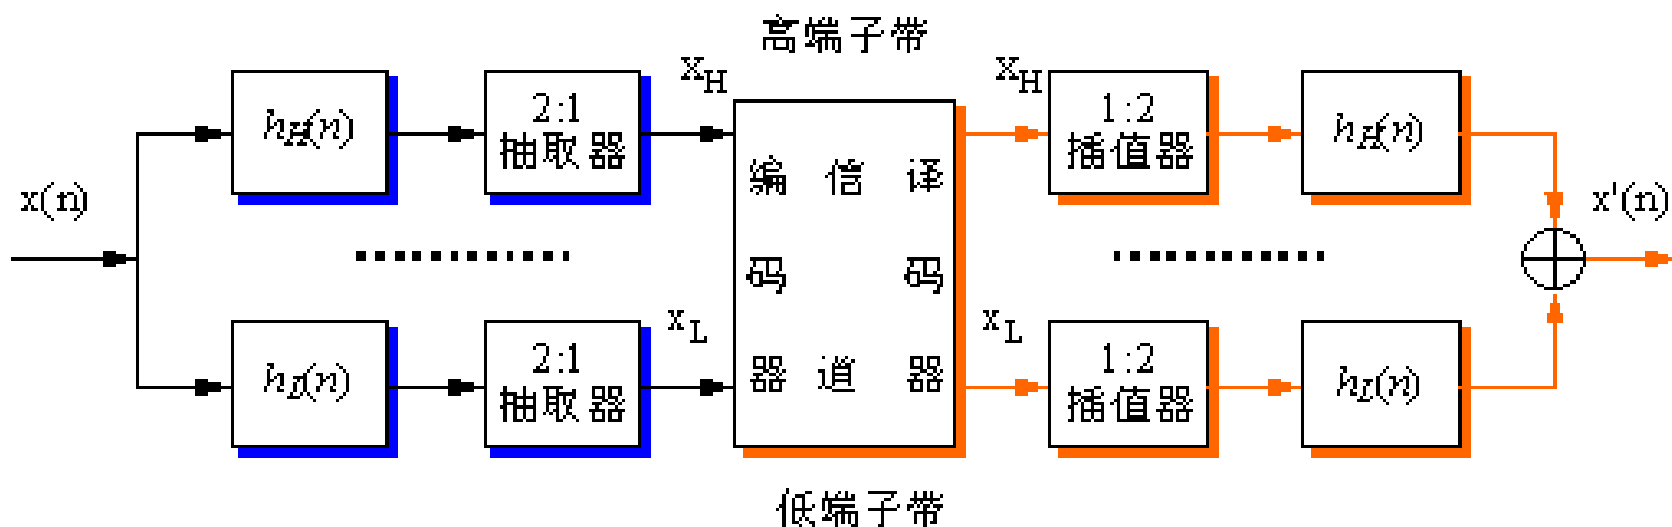 高端子带
x(n)
h_H(n)
2:1
抽取器
x_H
编码器
信道
译码器
x_H
1:2
插值器
h_H(n)
x'(n)
h_L(n)
2:1
抽取器
x_L
x_L
1:2
插值器
h_L(n)
低端子带